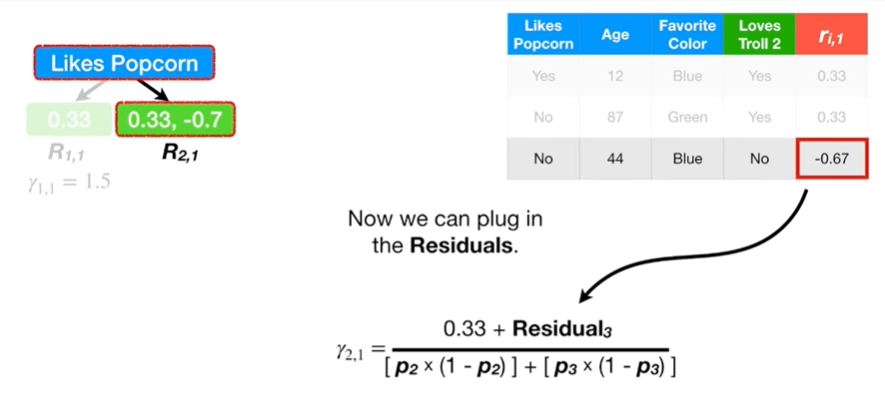 Likes Popcorn
0.33
0.33, -0.7
R1,1
R2,1
γ1,1 = 1.5
Likes Popcorn Age Favorite Color Loves Troll 2 ri,1
Yes 12 Blue Yes 0.33
No 87 Green Yes 0.33
No 44 Blue No -0.67
Now we can plug in
the Residuals.
0.33 + Residual3
γ2,1 =
[ p2 × (1 - p2) ] + [ p3 × (1 - p3) ]